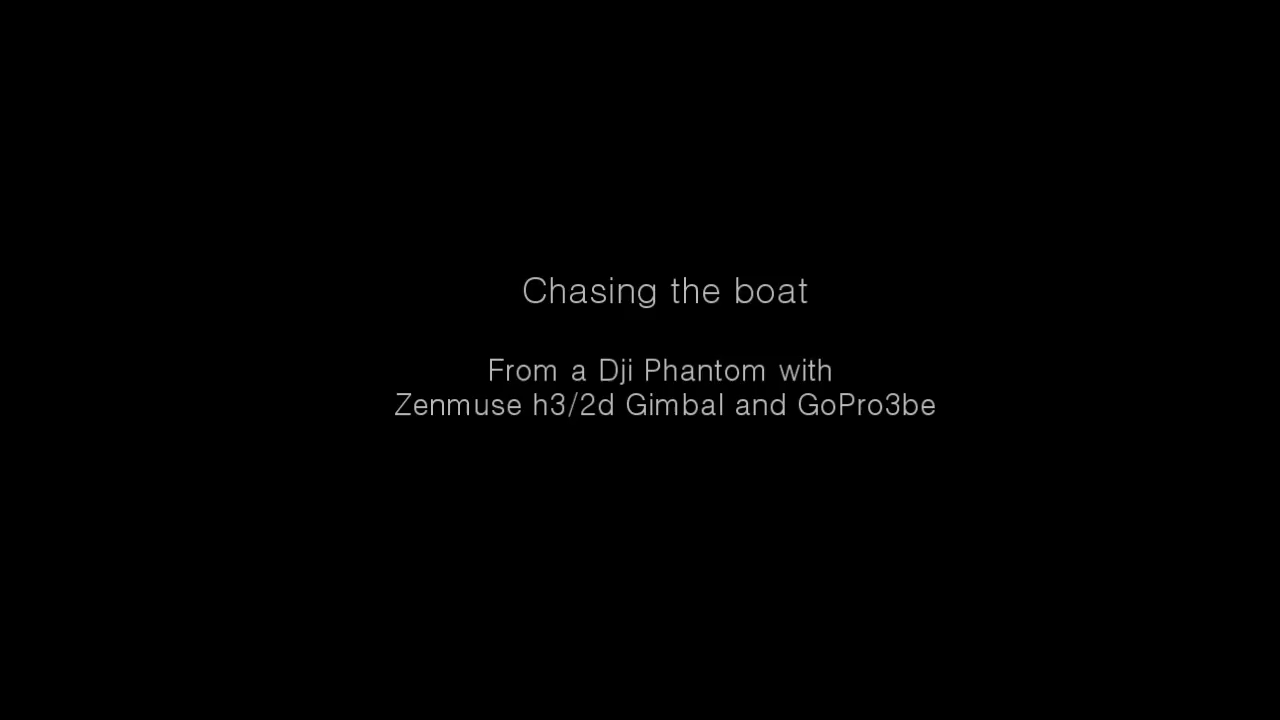 Chasing the boat
From a Dji Phantom with
Zenmuse h3/2d Gimbal and GoPro3be